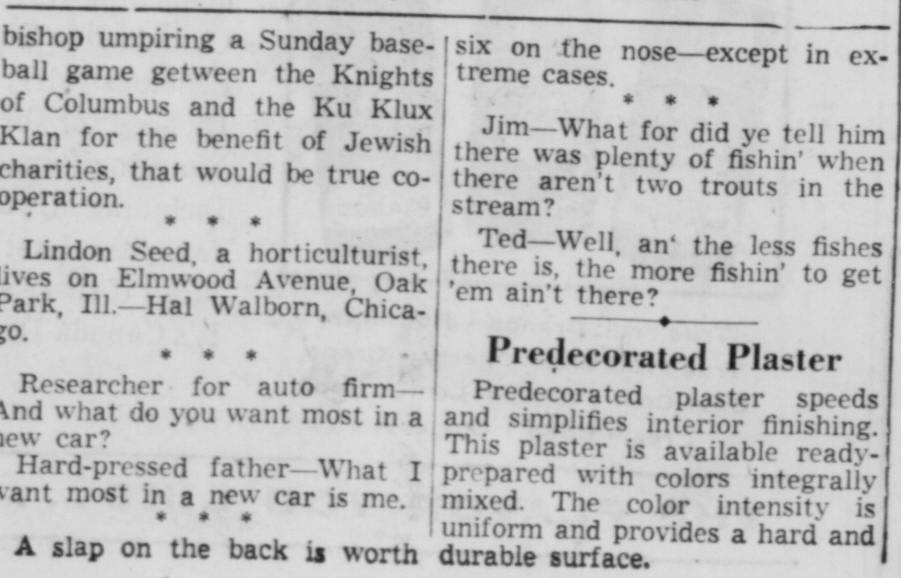 bishop umpiring a Sunday base-
ball game getween the Knights
of Columbus and the Ku Klux
Klan for the benefit of Jewish
charities, that would be true co-
operation.
* * *
Lindon Seed, a horticulturist,
lives on Elmwood Avenue, Oak
Park, Ill.—Hal Walborn, Chica-
go.
* * *
Researcher for auto firm—
And what do you want most in a
new car?
Hard-pressed father—What I
want most in a new car is me.
* * *
A slap on the back is worth
six on the nose—except in ex-
treme cases.
* * *
Jim—What for did ye tell him
there was plenty of fishin' when
there aren't two trouts in the
stream?
Ted—Well, an' the less fishes
there is, the more fishin' to get
'em ain't there?
Predecorated Plaster
Predecorated plaster speeds
and simplifies interior finishing.
This plaster is available ready-
prepared with colors integrally
mixed. The color intensity is
uniform and provides a hard and
durable surface.